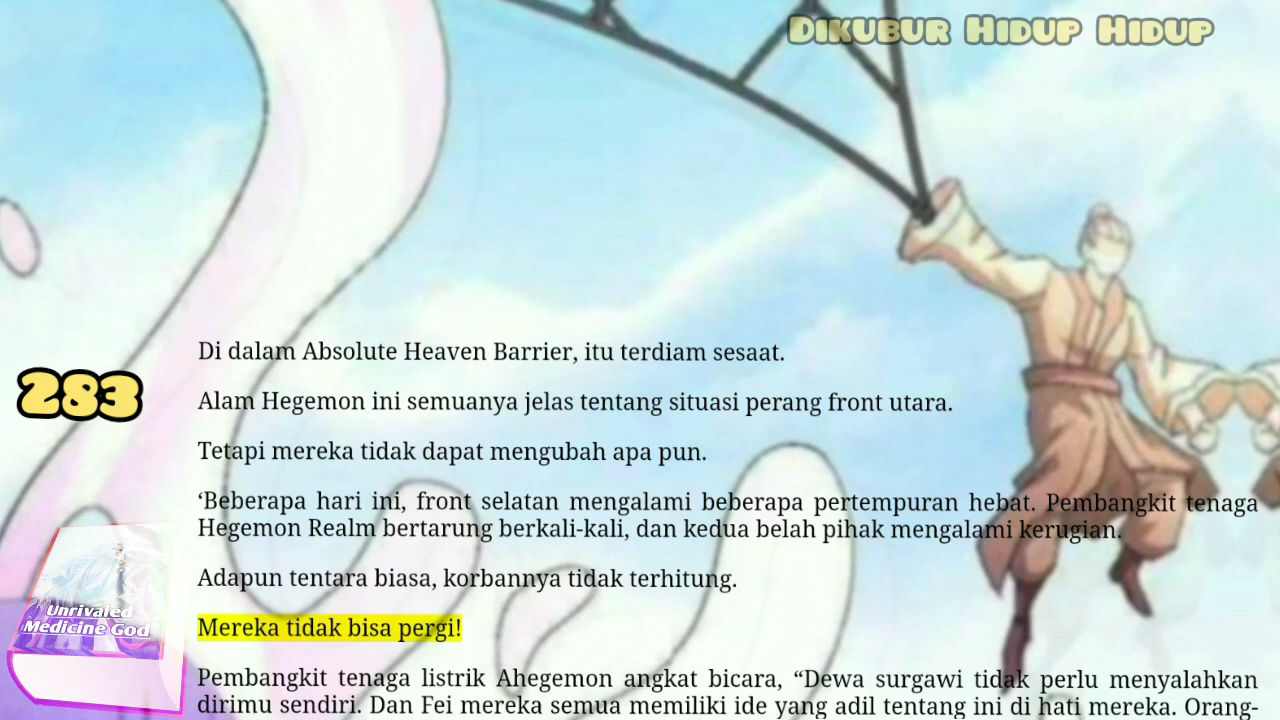 Dikubur Hidup Hidup
Di dalam Absolute Heaven Barrier, itu terdiam sesaat.
283
Alam Hegemon ini semuanya jelas tentang situasi perang front utara.
Tetapi mereka tidak dapat mengubah apa pun.
‘Beberapa hari ini, front selatan mengalami beberapa pertempuran hebat. Pembangkit tenaga
Hegemon Realm bertarung berkali-kali, dan kedua belah pihak mengalami kerugian.
Adapun tentara biasa, korbannya tidak terhitung.
Unrivaled
Medicine God
Mereka tidak bisa pergi!
Pembangkit tenaga listrik Ahegemon angkat bicara, “Dewa surgawi tidak perlu menyalahkan
dirimu sendiri. Dan Fei mereka semua memiliki ide yang adil tentang ini di hati mereka. Orang-